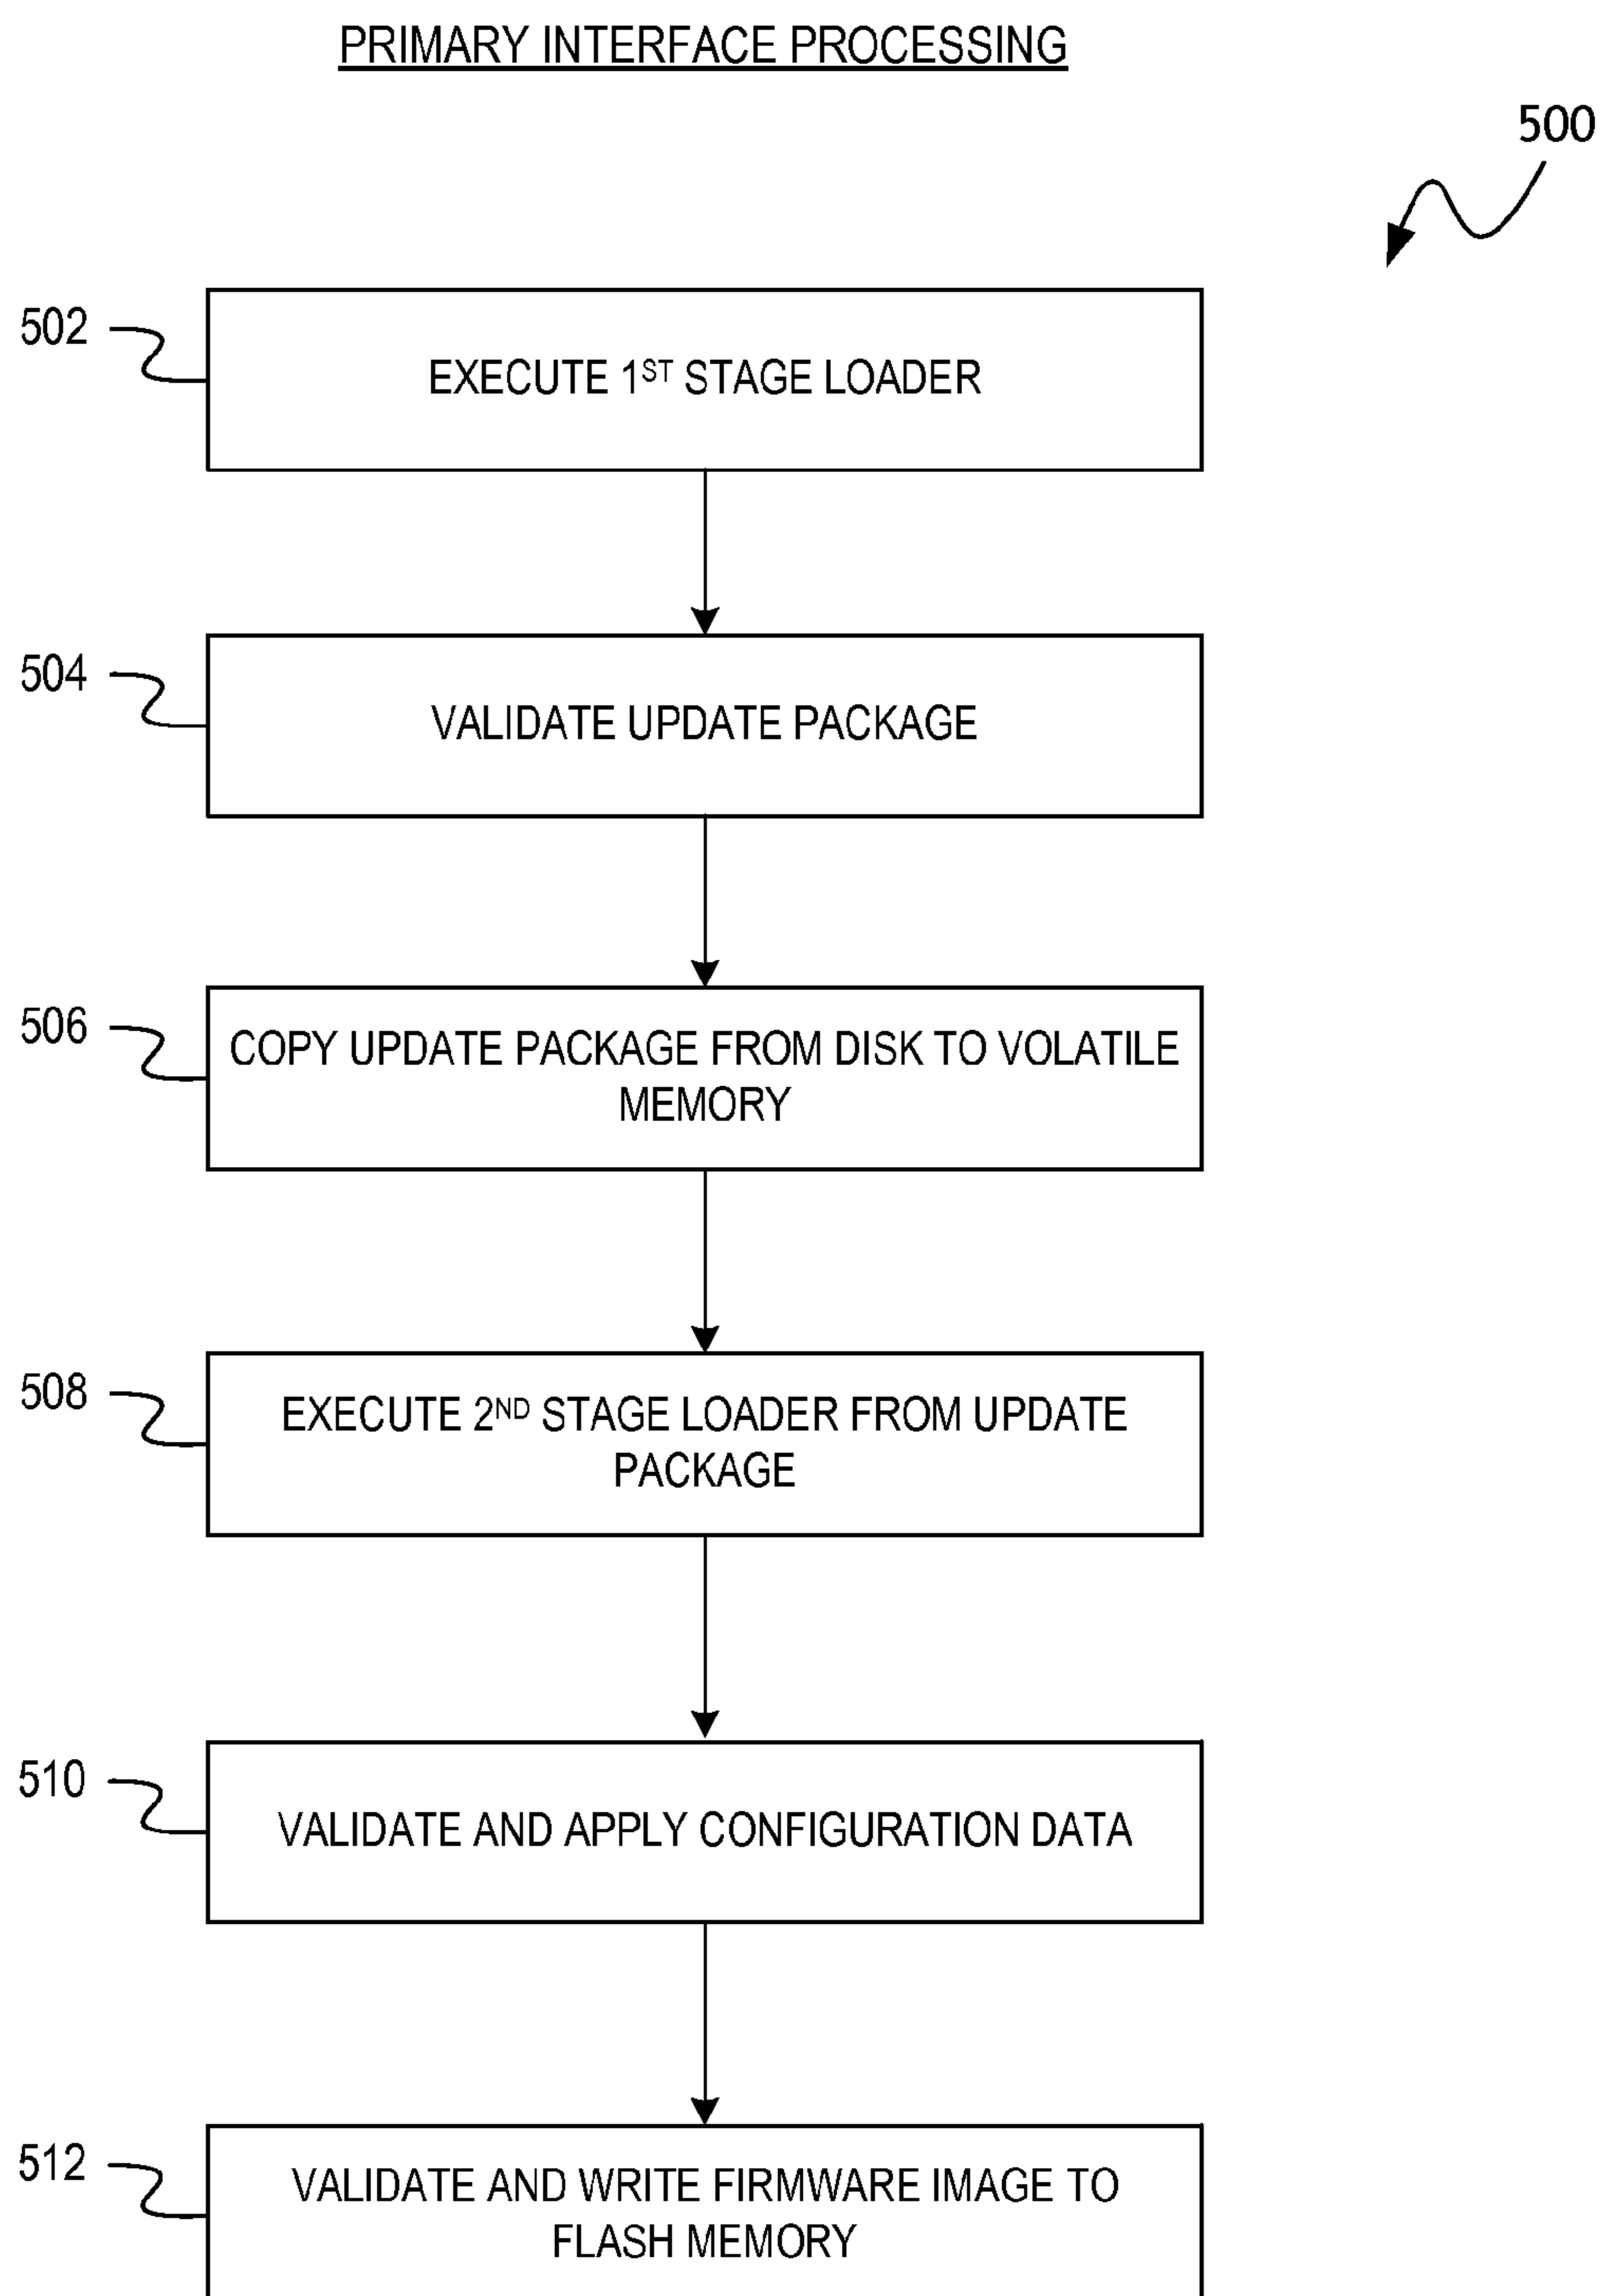 PRIMARY INTERFACE PROCESSING
500
502
EXECUTE 1ST STAGE LOADER
504
VALIDATE UPDATE PACKAGE
506
COPY UPDATE PACKAGE FROM DISK TO VOLATILE
MEMORY
508
EXECUTE 2ND STAGE LOADER FROM UPDATE
PACKAGE
510
VALIDATE AND APPLY CONFIGURATION DATA
512
VALIDATE AND WRITE FIRMWARE IMAGE TO
FLASH MEMORY